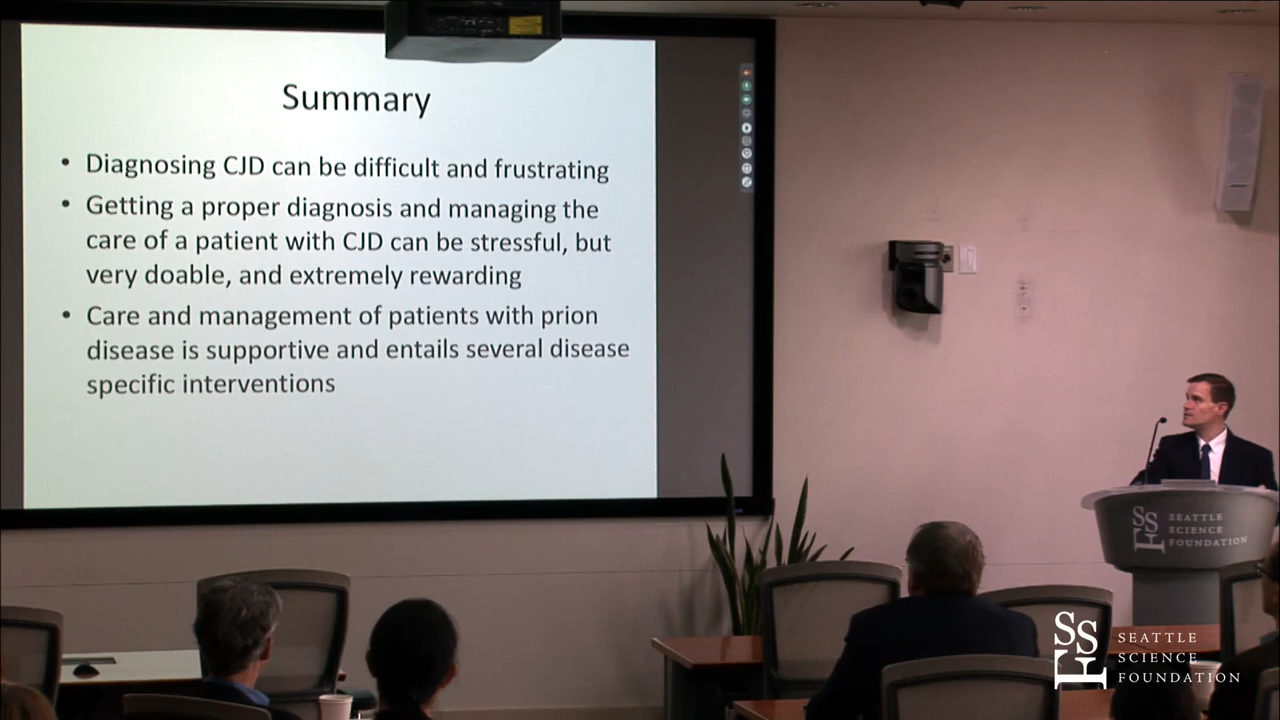 Summary
• Diagnosing CJD can be difficult and frustrating
• Getting a proper diagnosis and managing the
care of a patient with CJD can be stressful, but
very doable, and extremely rewarding
• Care and management of patients with prion
disease is supportive and entails several disease
specific interventions
SSF
SEATTLE
SCIENCE
FOUNDATION
SSF
SEATTLE
SCIENCE
FOUNDATION